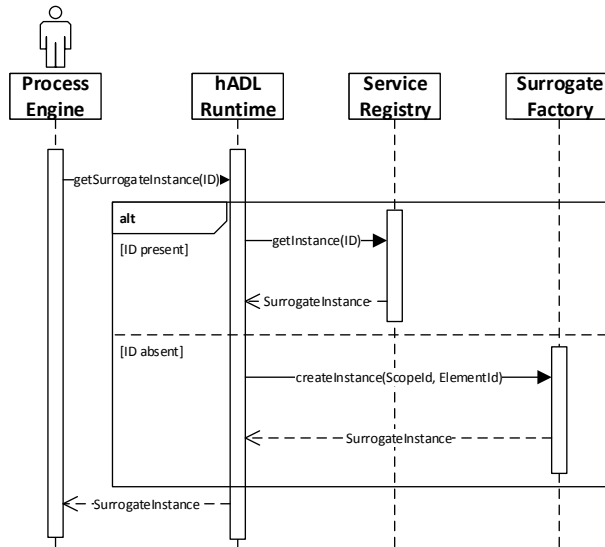 Process
Engine
hADL
Runtime
Service
Registry
Surrogate
Factory
getSurrogateInstance(ID)
alt
[ID present]
getInstance(ID)
SurrogateInstance
[ID absent]
createInstance(ScopeId, ElementId)
SurrogateInstance
SurrogateInstance